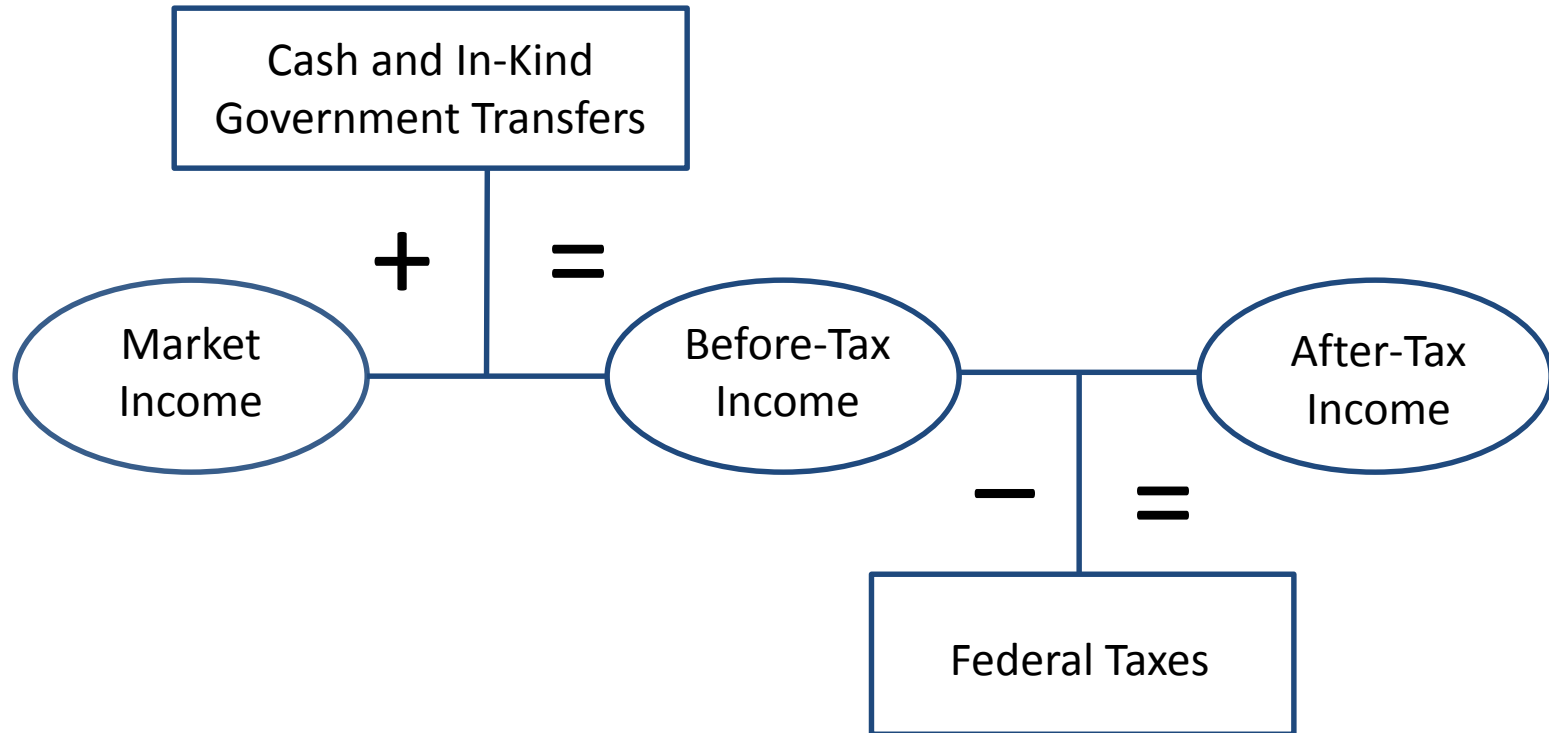 Cash and In-Kind
Government Transfers
+ =
Market
Income
Before-Tax
Income
After-Tax
Income
– =
Federal Taxes